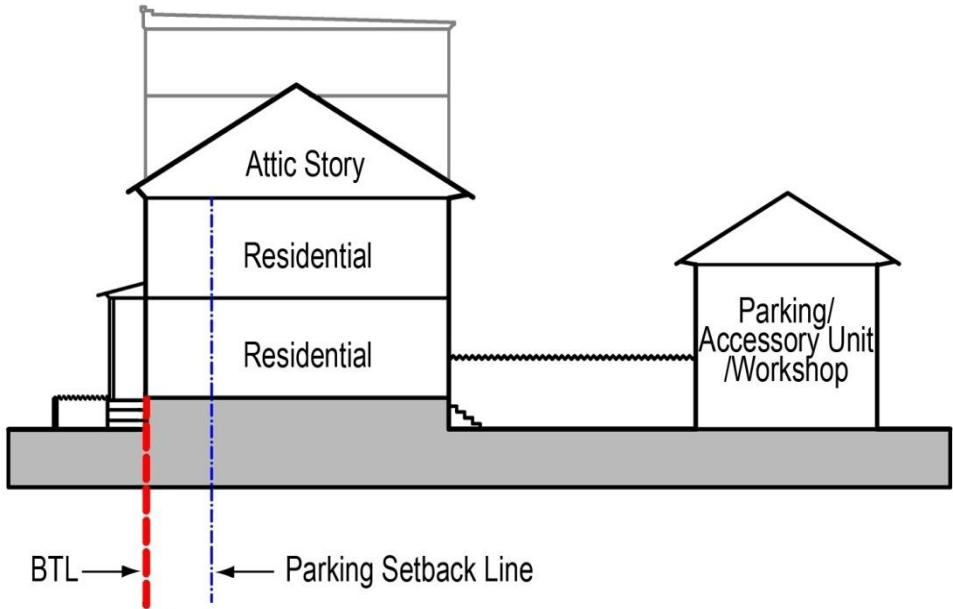 Attic Story
Residential
Residential
Parking/
Accessory Unit
/Workshop
BTL
Parking Setback Line